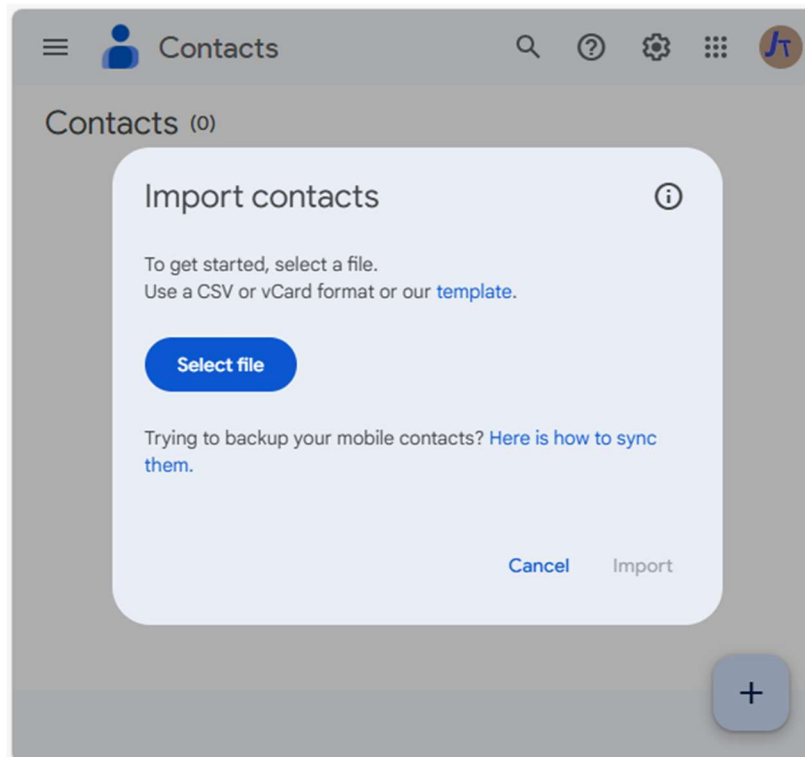 Contacts
JT
Contacts (0)
Import contacts
To get started, select a file.
Use a CSV or vCard format or our template.
Select file
Trying to backup your mobile contacts? Here is how to sync
them.
Cancel Import